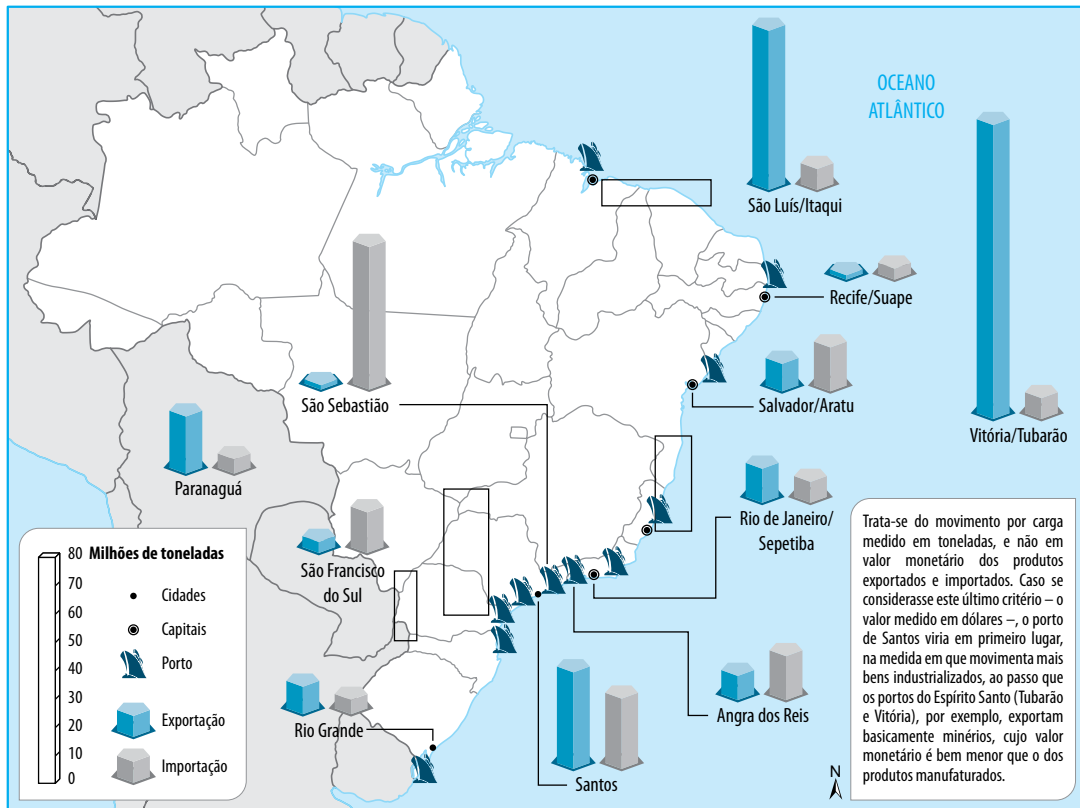 OCEANO
ATLÂNTICO
São Luís/Itaqui
Recife/Suape
São Sebastião
Salvador/Aratu
Vitória/Tubarão
Paranaguá
Rio de Janeiro/
Sepetiba
São Francisco
do Sul
Rio Grande
Angra dos Reis
Santos
Milhões de toneladas
80
70
60
50
40
30
20
10
0
Cidades
Capitais
Porto
Exportação
Importação
Trata-se do movimento por carga
medido em toneladas, e não em
valor monetário dos produtos
exportados e importados. Caso se
considerasse este último critério – o
valor medido em dólares –, o porto
de Santos viria em primeiro lugar,
na medida em que movimenta mais
bens industrializados, ao passo que
os portos do Espírito Santo (Tubarão
e Vitória), por exemplo, exportam
basicamente minérios, cujo valor
monetário é bem menor que o dos
produtos manufaturados.
N